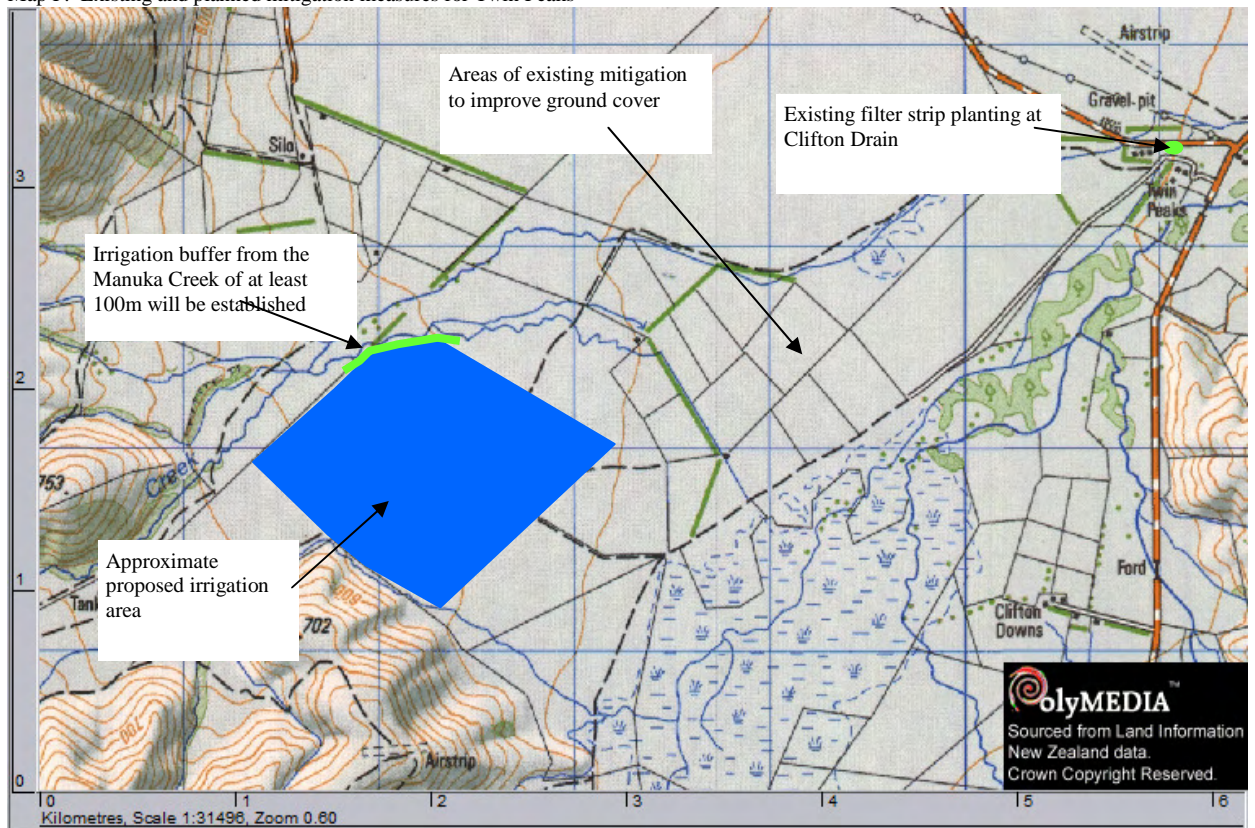 Airstrip
Areas of existing mitigation
to improve ground cover
Gravel-pit
Existing filter strip planting at
Clifton Drain
Silo
3
Twin
Peaks
Irrigation buffer from the
Manuka Creek of at least
100m will be established
2
Creek
753
Approximate
proposed irrigation
area
1
Tank
600
702
Ford
Clifton
Downs
700
Airstrip
PolyMEDIA™
Sourced from Land Information
New Zealand data.
Crown Copyright Reserved.
0
0 1 2 3 4 5 6
Kilometres, Scale 1:31496, Zoom 0.60